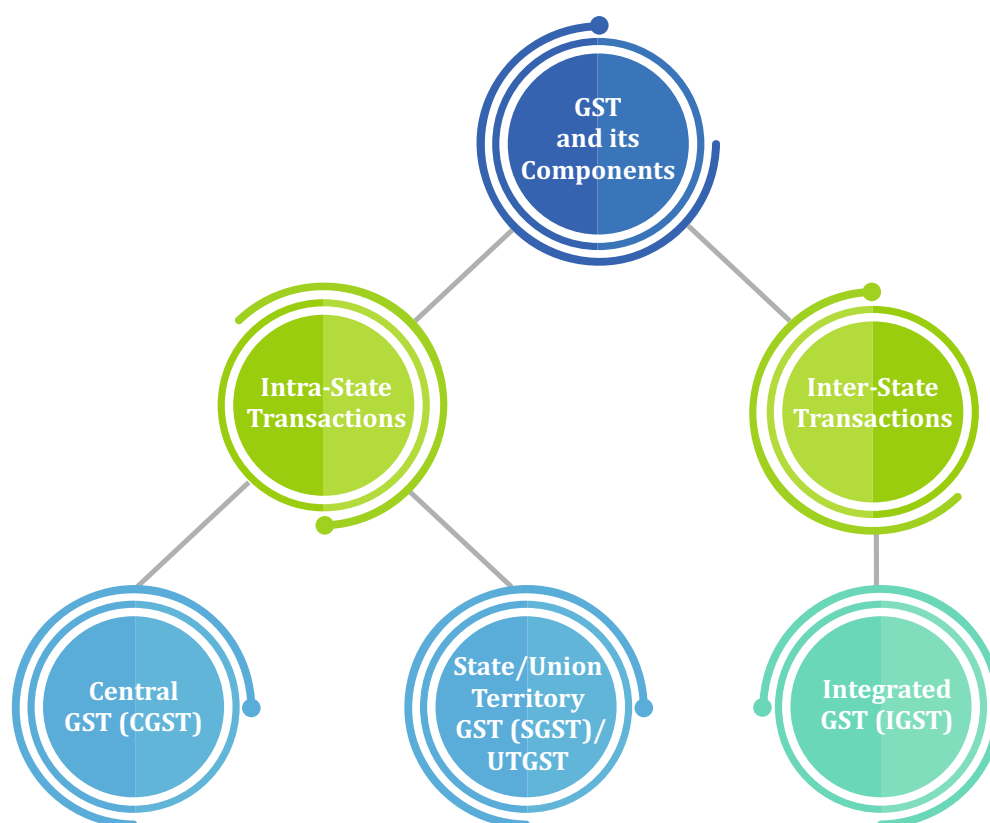 GST
and its
Components
Intra-State
Transactions
Inter-State
Transactions
Central
GST (CGST)
State/Union
Territory
GST (SGST)/
UTGST
Integrated
GST (IGST)